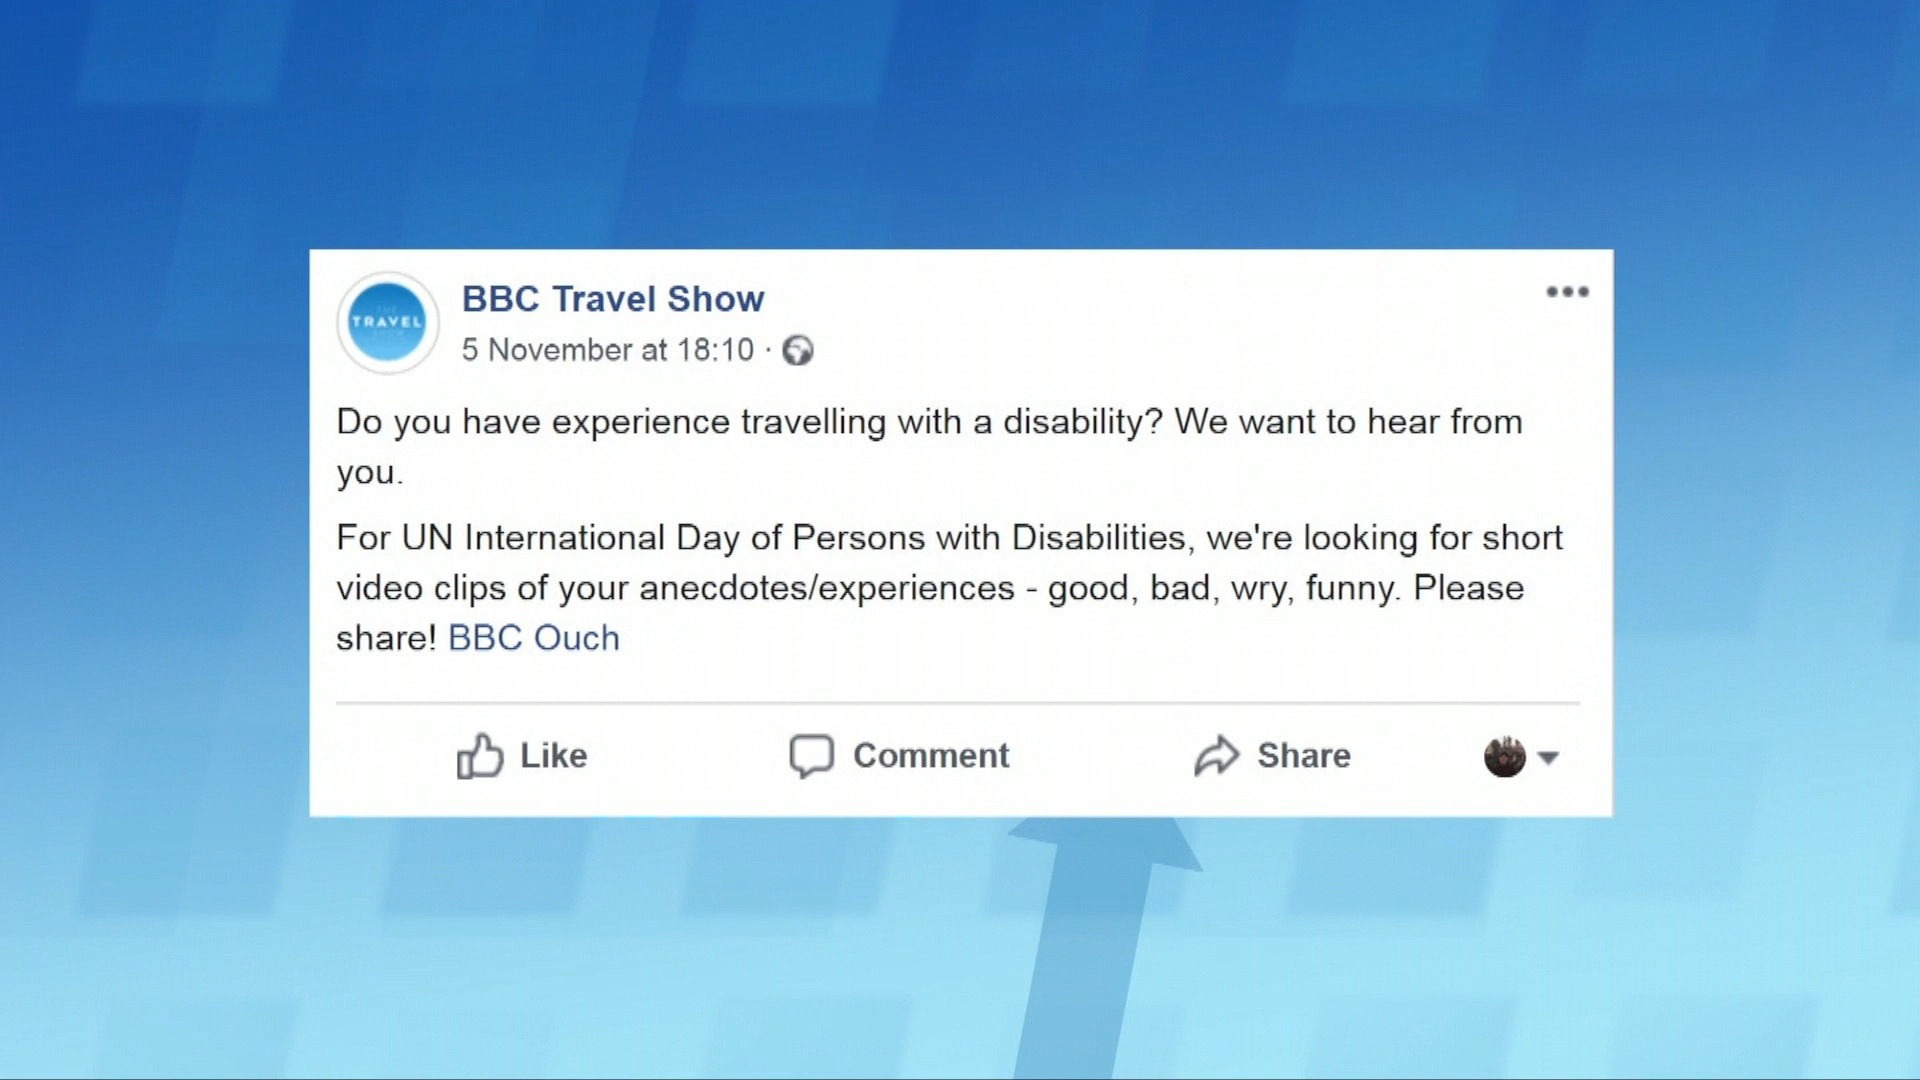 TRAVEL
BBC Travel Show
5 November at 18:10 ·
Do you have experience travelling with a disability? We want to hear from
you.
For UN International Day of Persons with Disabilities, we're looking for short
video clips of your anecdotes/experiences - good, bad, wry, funny. Please
share! BBC Ouch
Like Comment Share